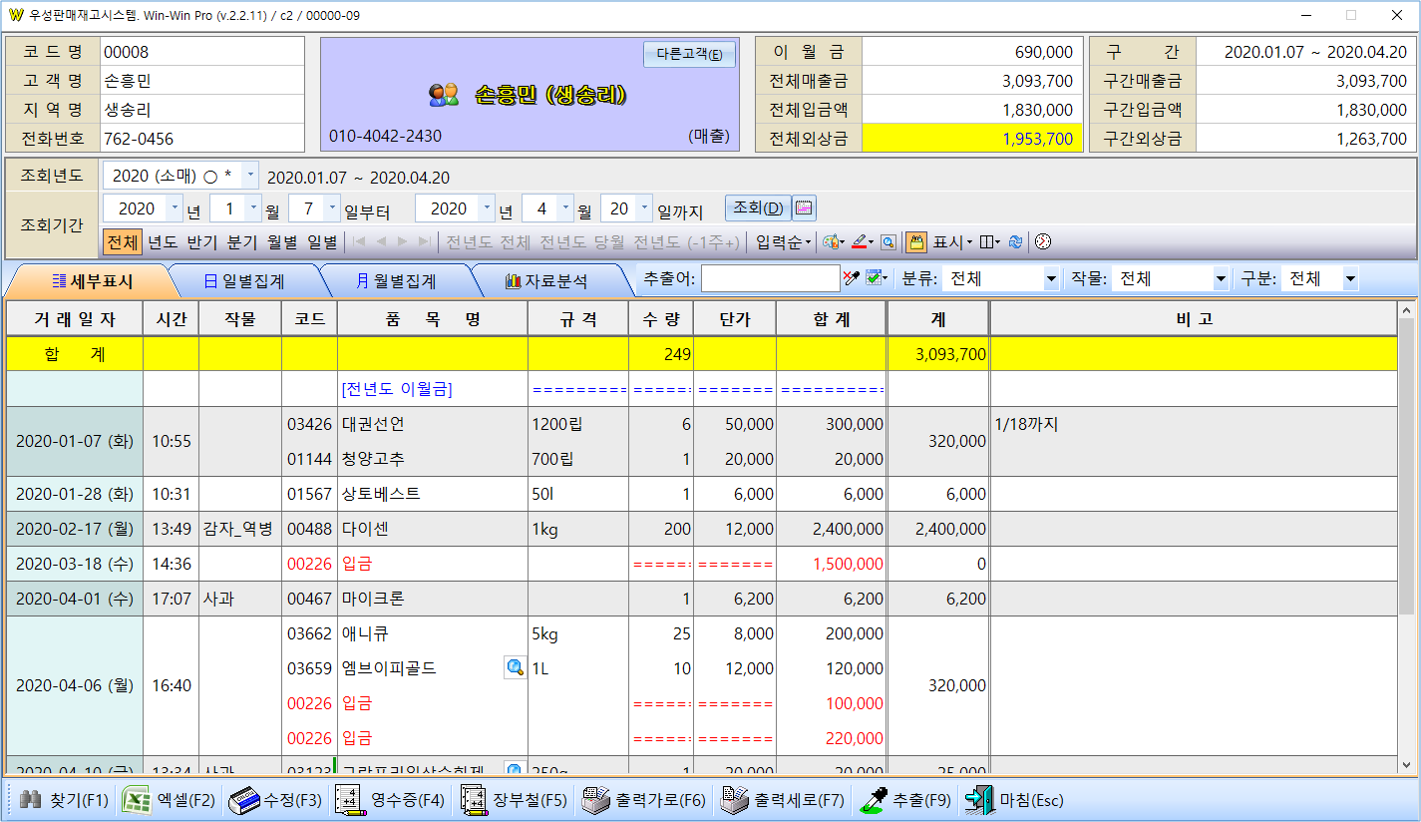 우성판매재고시스템. Win-Win Pro (v.2.2.11) / c2 / 00000-09
코 드 명 00008
고 객 명 손흥민
지 역 명 생송리
전화번호 762-0456
다른고객(E)
손흥민 (생송리)
010-4042-2430 (매출)
이 월 금 690,000
전체매출금 3,093,700
전체입금액 1,830,000
전체외상금 1,953,700
구 간 2020.01.07 ~ 2020.04.20
구간매출금 3,093,700
구간입금액 1,830,000
구간외상금 1,263,700
조회년도 2020 (소매) ○ * 2020.01.07 ~ 2020.04.20
조회기간 2020 년 1 월 7 일부터 2020 년 4 월 20 일까지 조회(D)
전체 년도 반기 분기 월별 일별 전년도 전체 전년도 당월 전년도 (-1주+) 입력순 표시
세부표시 日 일별집계 月 월별집계 자료분석 추출어: 분류: 전체 작물: 전체 구분: 전체
거 래 일 자 시간 작물 코드 품 목 명 규 격 수 량 단가 합 계 계 비 고
합 계 249 3,093,700
[전년도 이월금] ========= ====== ======= ==========
2020-01-07 (화) 10:55 03426 대권선언 1200립 6 50,000 300,000 320,000 1/18까지
01144 청양고추 700립 1 20,000 20,000
2020-01-28 (화) 10:31 01567 상토베스트 50l 1 6,000 6,000 6,000
2020-02-17 (월) 13:49 감자_역병 00488 다이센 1kg 200 12,000 2,400,000 2,400,000
2020-03-18 (수) 14:36 00226 입금 ====== ======= 1,500,000 0
2020-04-01 (수) 17:07 사과 00467 마이크론 1 6,200 6,200 6,200
2020-04-06 (월) 16:40 03662 애니큐 5kg 25 8,000 200,000 320,000
03659 엠브이피골드 1L 10 12,000 120,000
00226 입금 ====== ======= 100,000
00226 입금 ====== ======= 220,000
2020-04-10 (금) 13:34 사과 03123 250g 1 20,000 20,000 25,000
찾기(F1) 엑셀(F2) 수정(F3) 영수증(F4) 장부철(F5) 출력가로(F6) 출력세로(F7) 추출(F9) 마침(Esc)